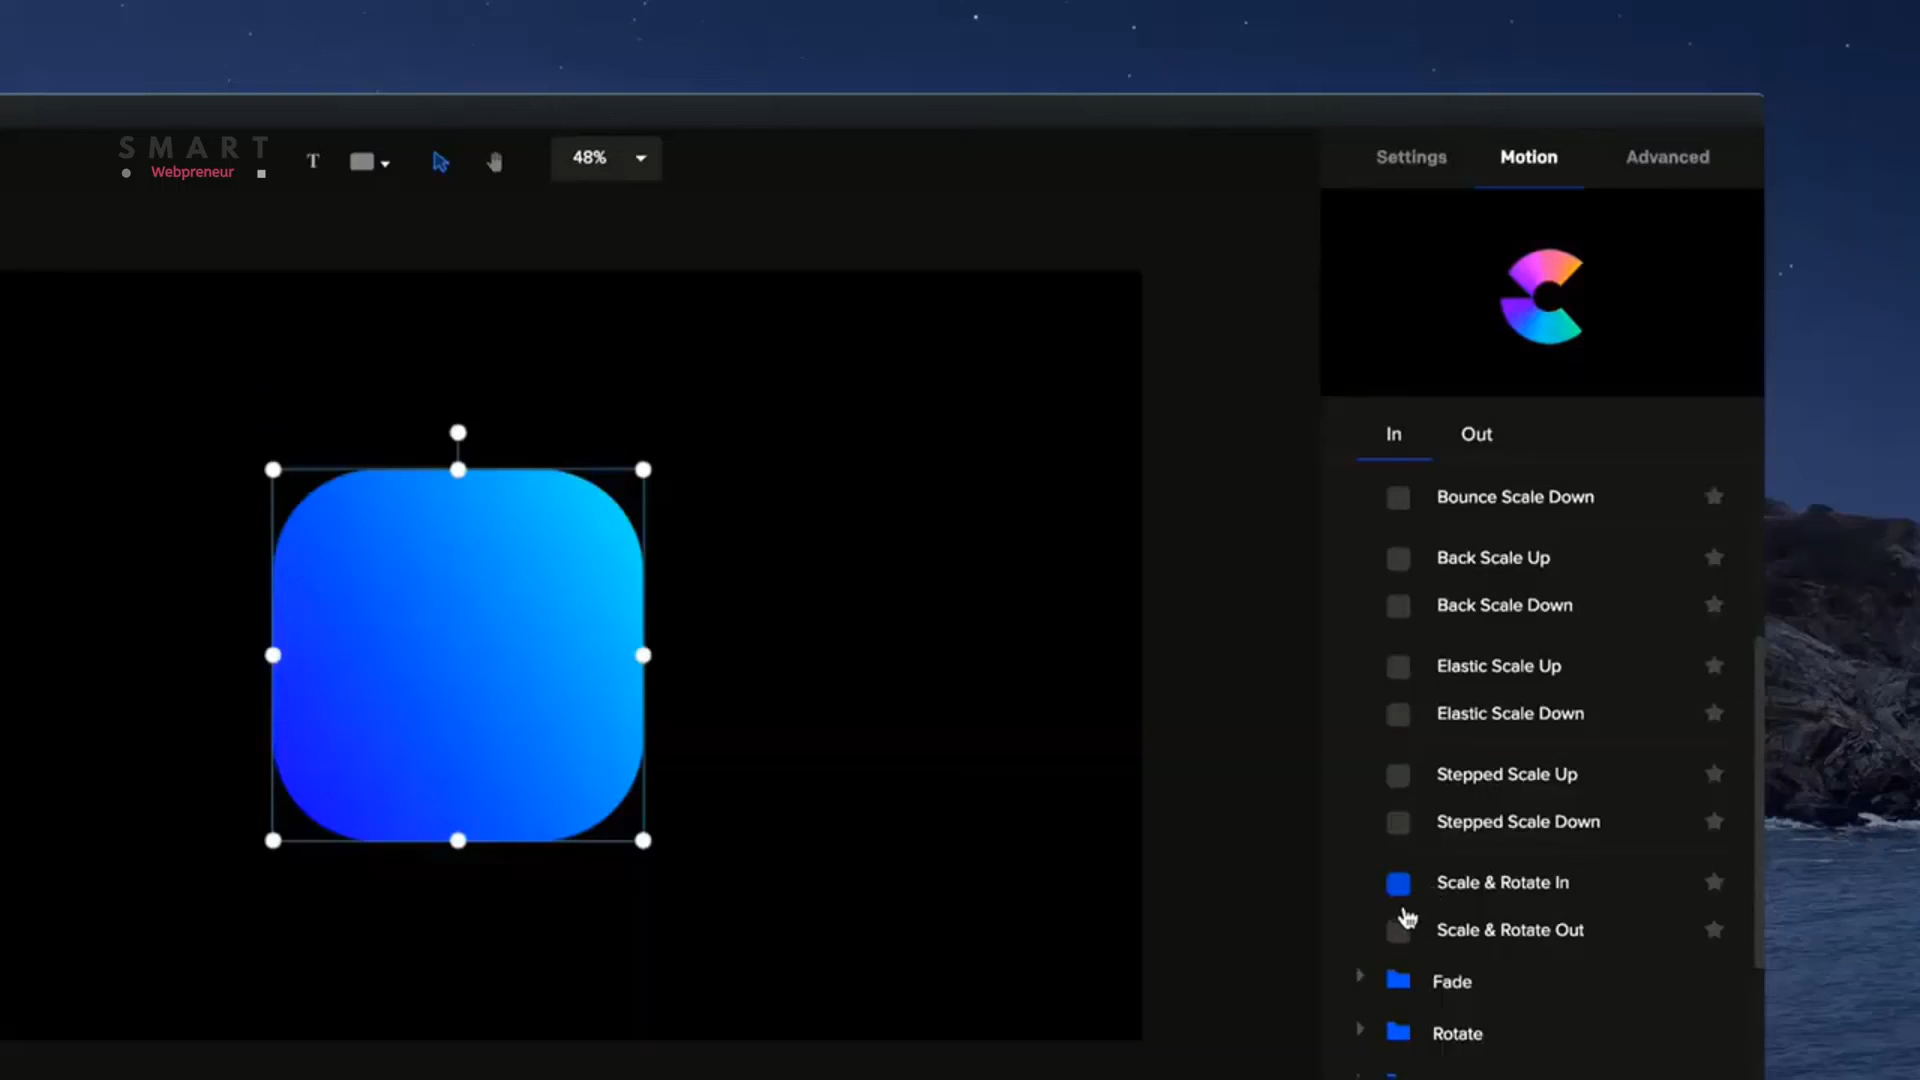 SMART
Webpreneur
T
48%
Settings
Motion
Advanced
In
Out
Bounce Scale Down
Back Scale Up
Back Scale Down
Elastic Scale Up
Elastic Scale Down
Stepped Scale Up
Stepped Scale Down
Scale & Rotate In
Scale & Rotate Out
Fade
Rotate